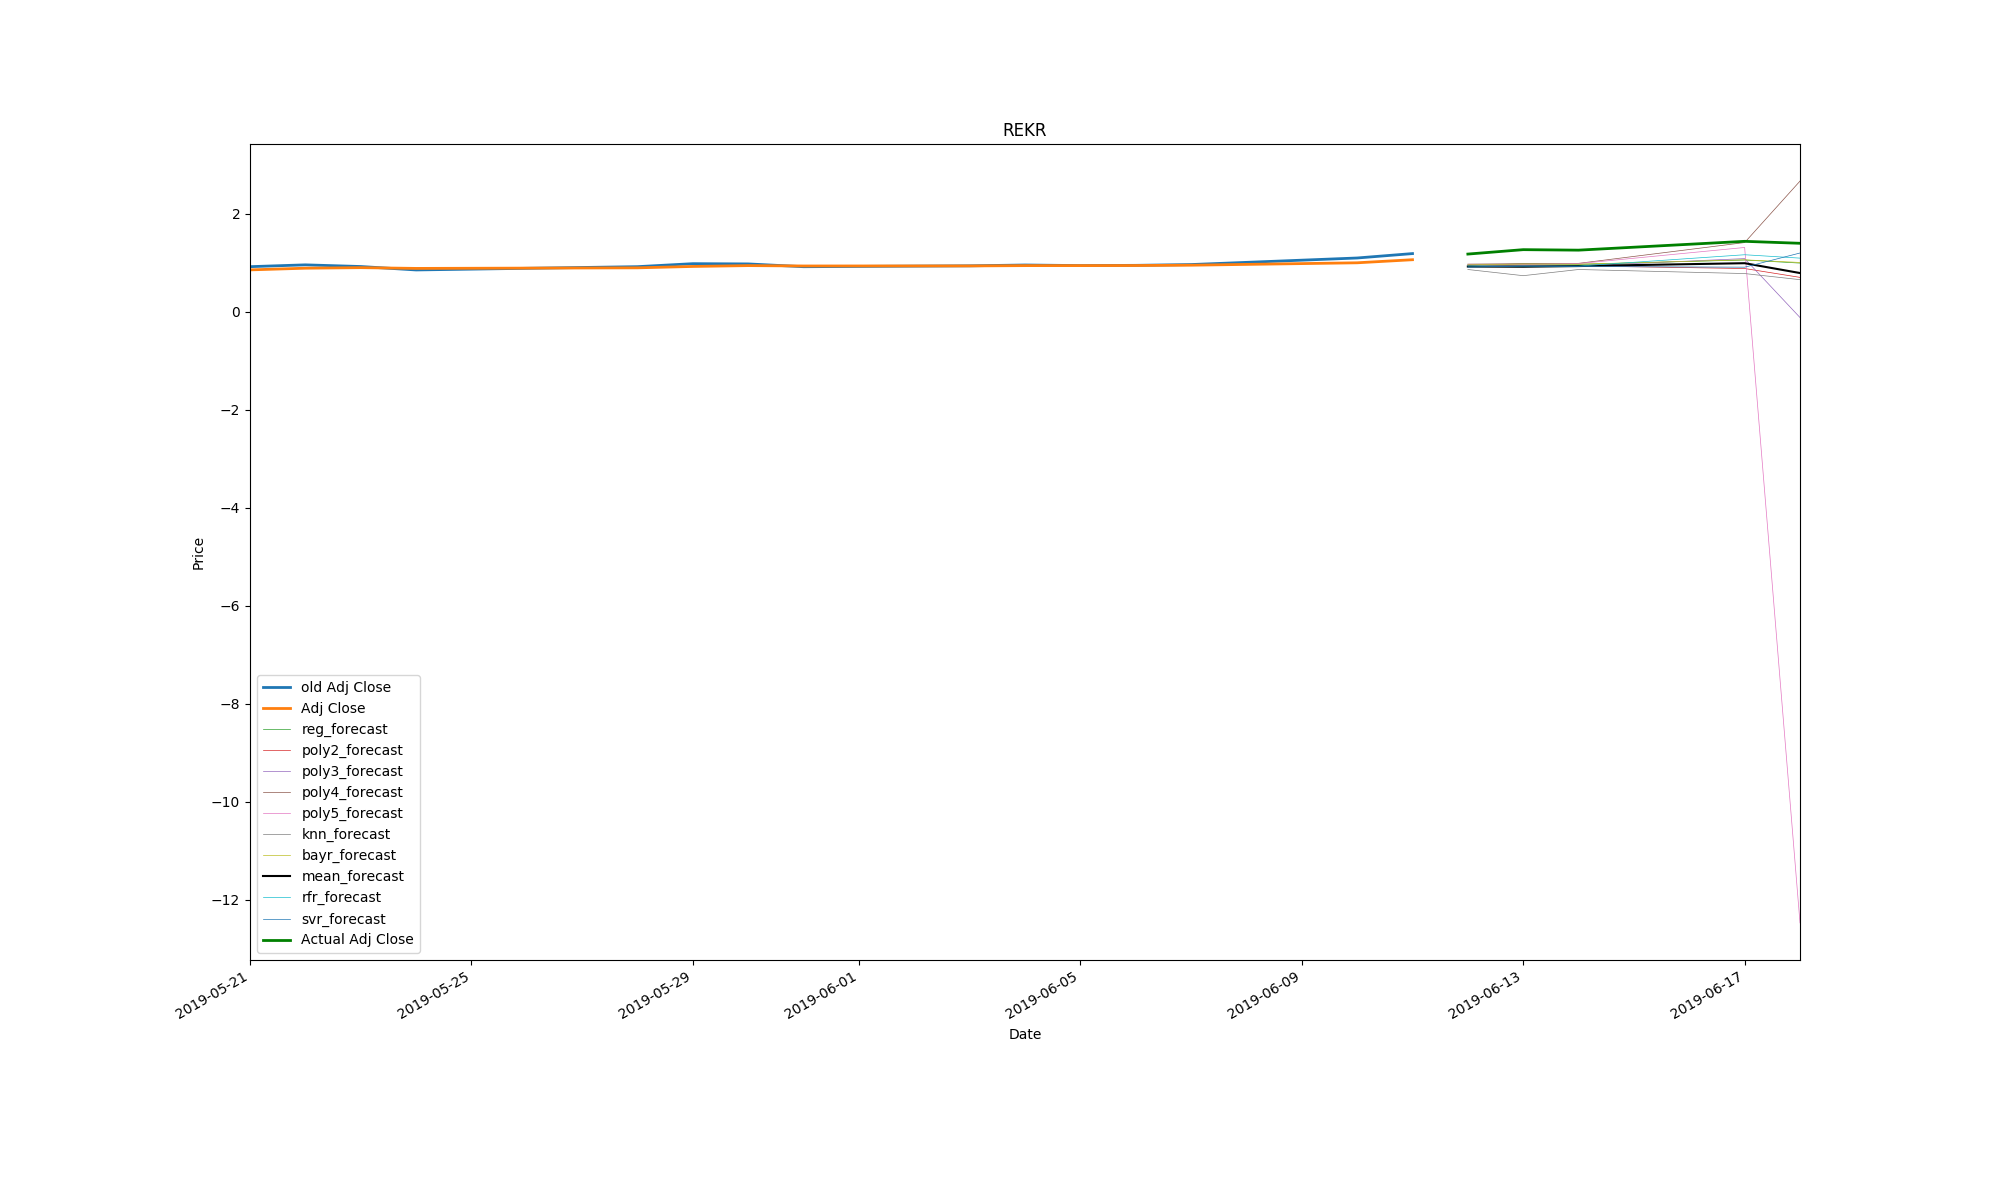 REKR
2
0
−2
−4
−6
−8
−10
−12
Price
old Adj Close
Adj Close
reg_forecast
poly2_forecast
poly3_forecast
poly4_forecast
poly5_forecast
knn_forecast
bayr_forecast
mean_forecast
rfr_forecast
svr_forecast
Actual Adj Close
2019-05-21
2019-05-25
2019-05-29
2019-06-01
2019-06-05
2019-06-09
2019-06-13
2019-06-17
Date